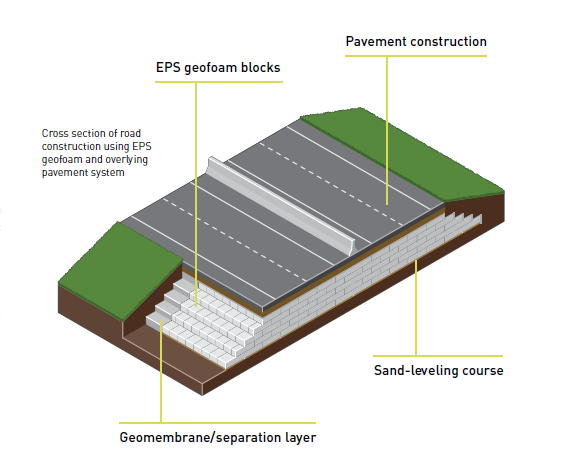 Pavement construction
EPS geofoam blocks
Cross section of road
construction using EPS
geofoam and overlying
pavement system
Sand-leveling course
Geomembrane/separation layer